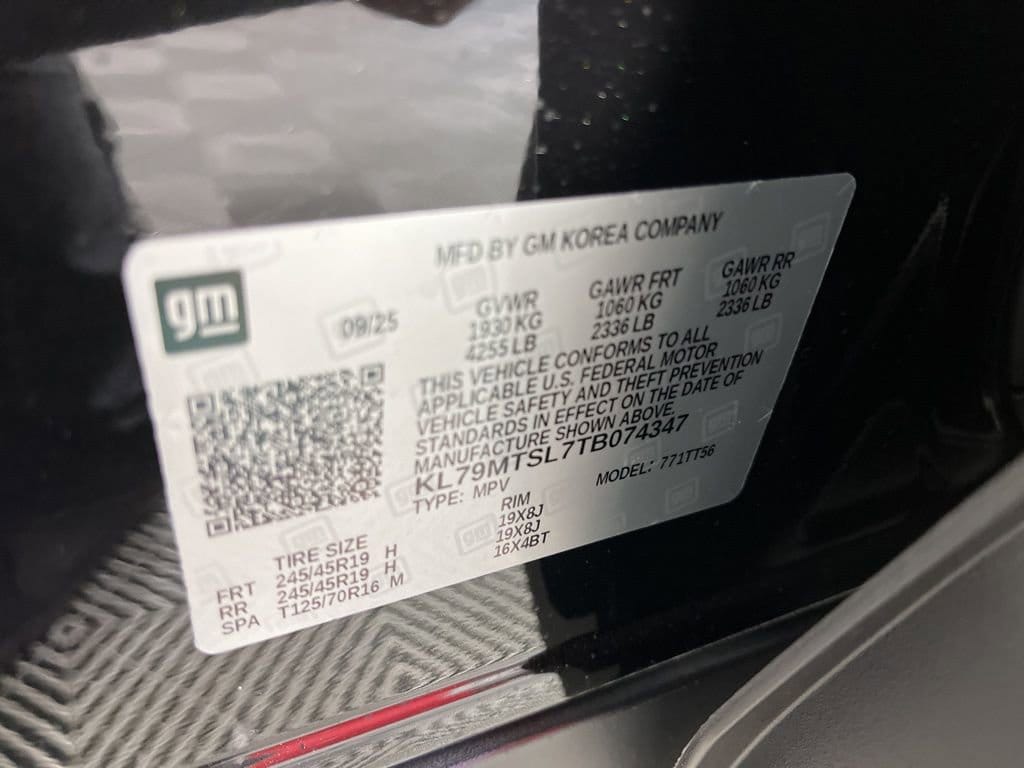 MFD BY GM KOREA COMPANY
gm
09/25
GVWR GAWR FRT GAWR RR
1930 KG 1060 KG 1060 KG
4255 LB 2336 LB 2336 LB
THIS VEHICLE CONFORMS TO ALL
APPLICABLE U.S. FEDERAL MOTOR
VEHICLE SAFETY AND THEFT PREVENTION
STANDARDS IN EFFECT ON THE DATE OF
MANUFACTURE SHOWN ABOVE.
KL79MTSL7TB074347
TYPE: MPV MODEL: 771TT56
TIRE SIZE RIM
FRT 245/45R19 H 19X8J
RR 245/45R19 H 19X8J
SPA T125/70R16 M 16X4BT